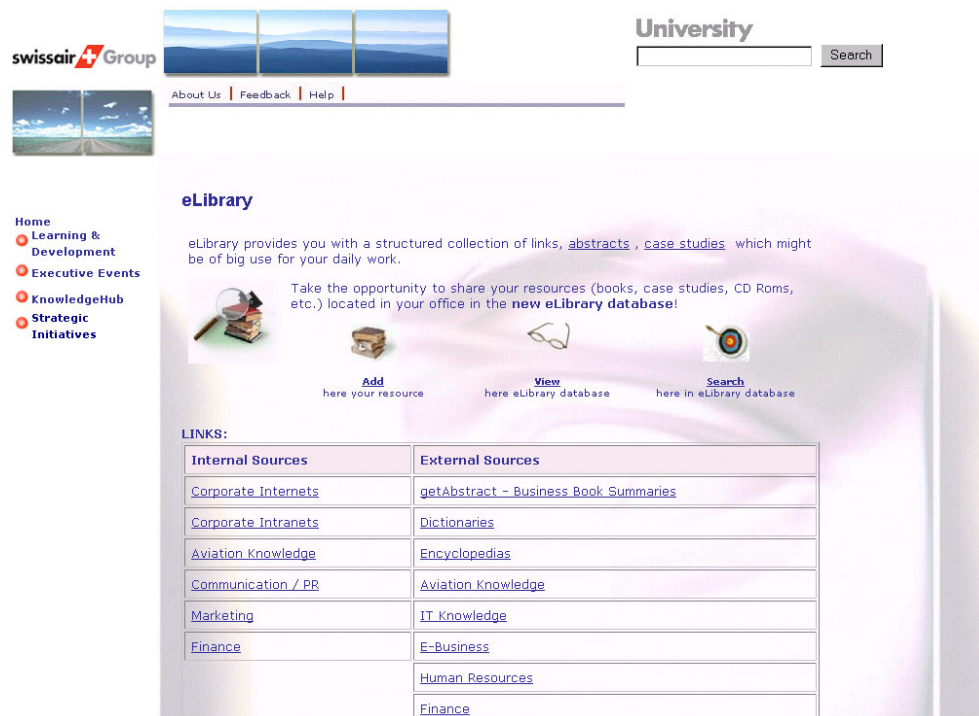 swissair Group
University
Search
About Us | Feedback | Help |
Home
Learning &
Development
Executive Events
KnowledgeHub
Strategic
Initiatives
eLibrary
eLibrary provides you with a structured collection of links, abstracts , case studies which might
be of big use for your daily work.
Take the opportunity to share your resources (books, case studies, CD Roms,
etc.) located in your office in the new eLibrary database!
Add
here your resource
View
here eLibrary database
Search
here in eLibrary database
LINKS:
Internal Sources External Sources
Corporate Internets getAbstract - Business Book Summaries
Corporate Intranets Dictionaries
Aviation Knowledge Encyclopedias
Communication / PR Aviation Knowledge
Marketing IT Knowledge
Finance E-Business
Human Resources
Finance